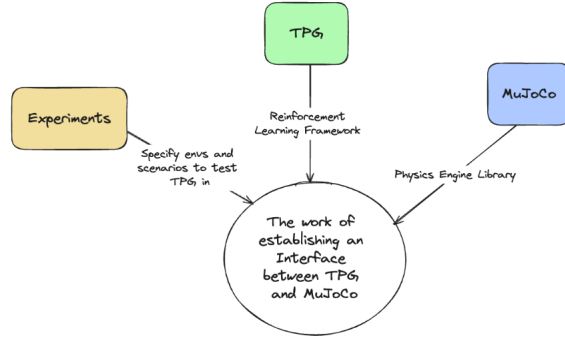 TPG
MuJoCo
Experiments
Reinforcement
Learning Framework
Specify envs and
scenarios to test
TPG in
Physics Engine Library
The work of
establishing an
Interface
between TPG
and MuJoCo